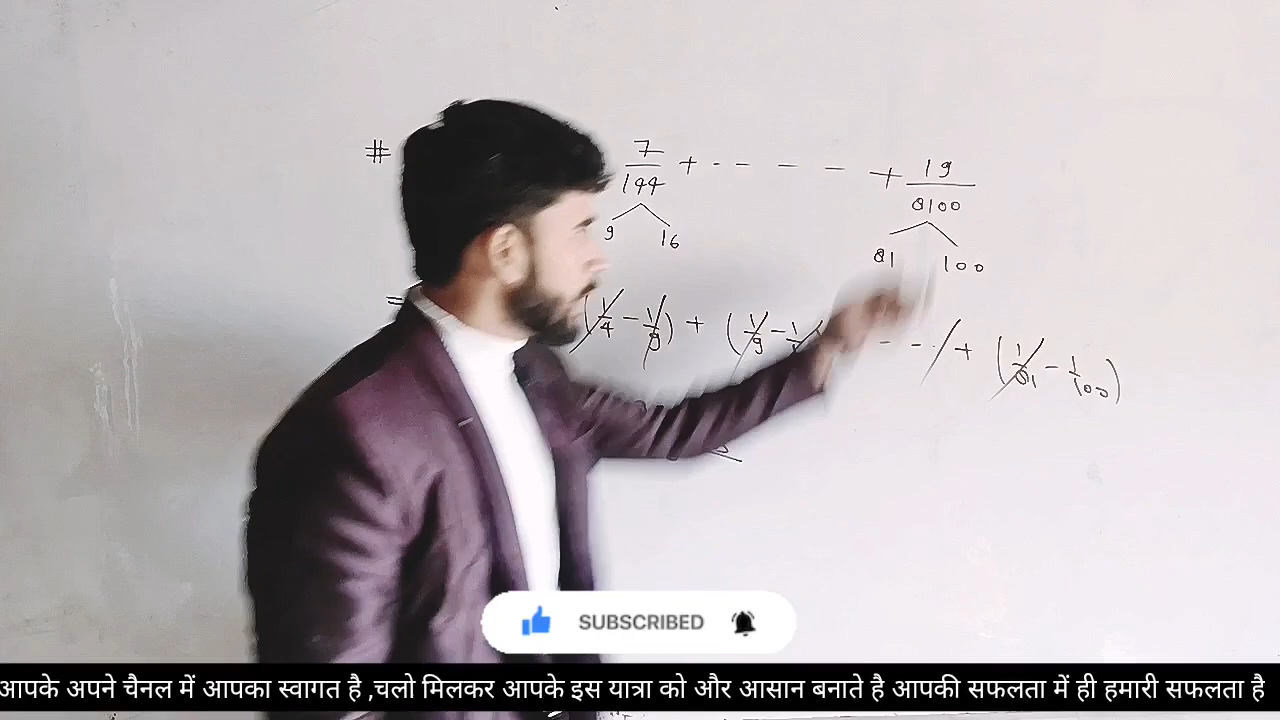 # 7/144 + - - - - - + 19/8100
9 16 81 100
= (1/4 - 1/9) + (1/9 - 1/ - - - + (1/81 - 1/100)
SUBSCRIBED
आपके अपने चैनल में आपका स्वागत है ,चलो मिलकर आपके इस यात्रा को और आसान बनाते है आपकी सफलता में ही हमारी सफलता है